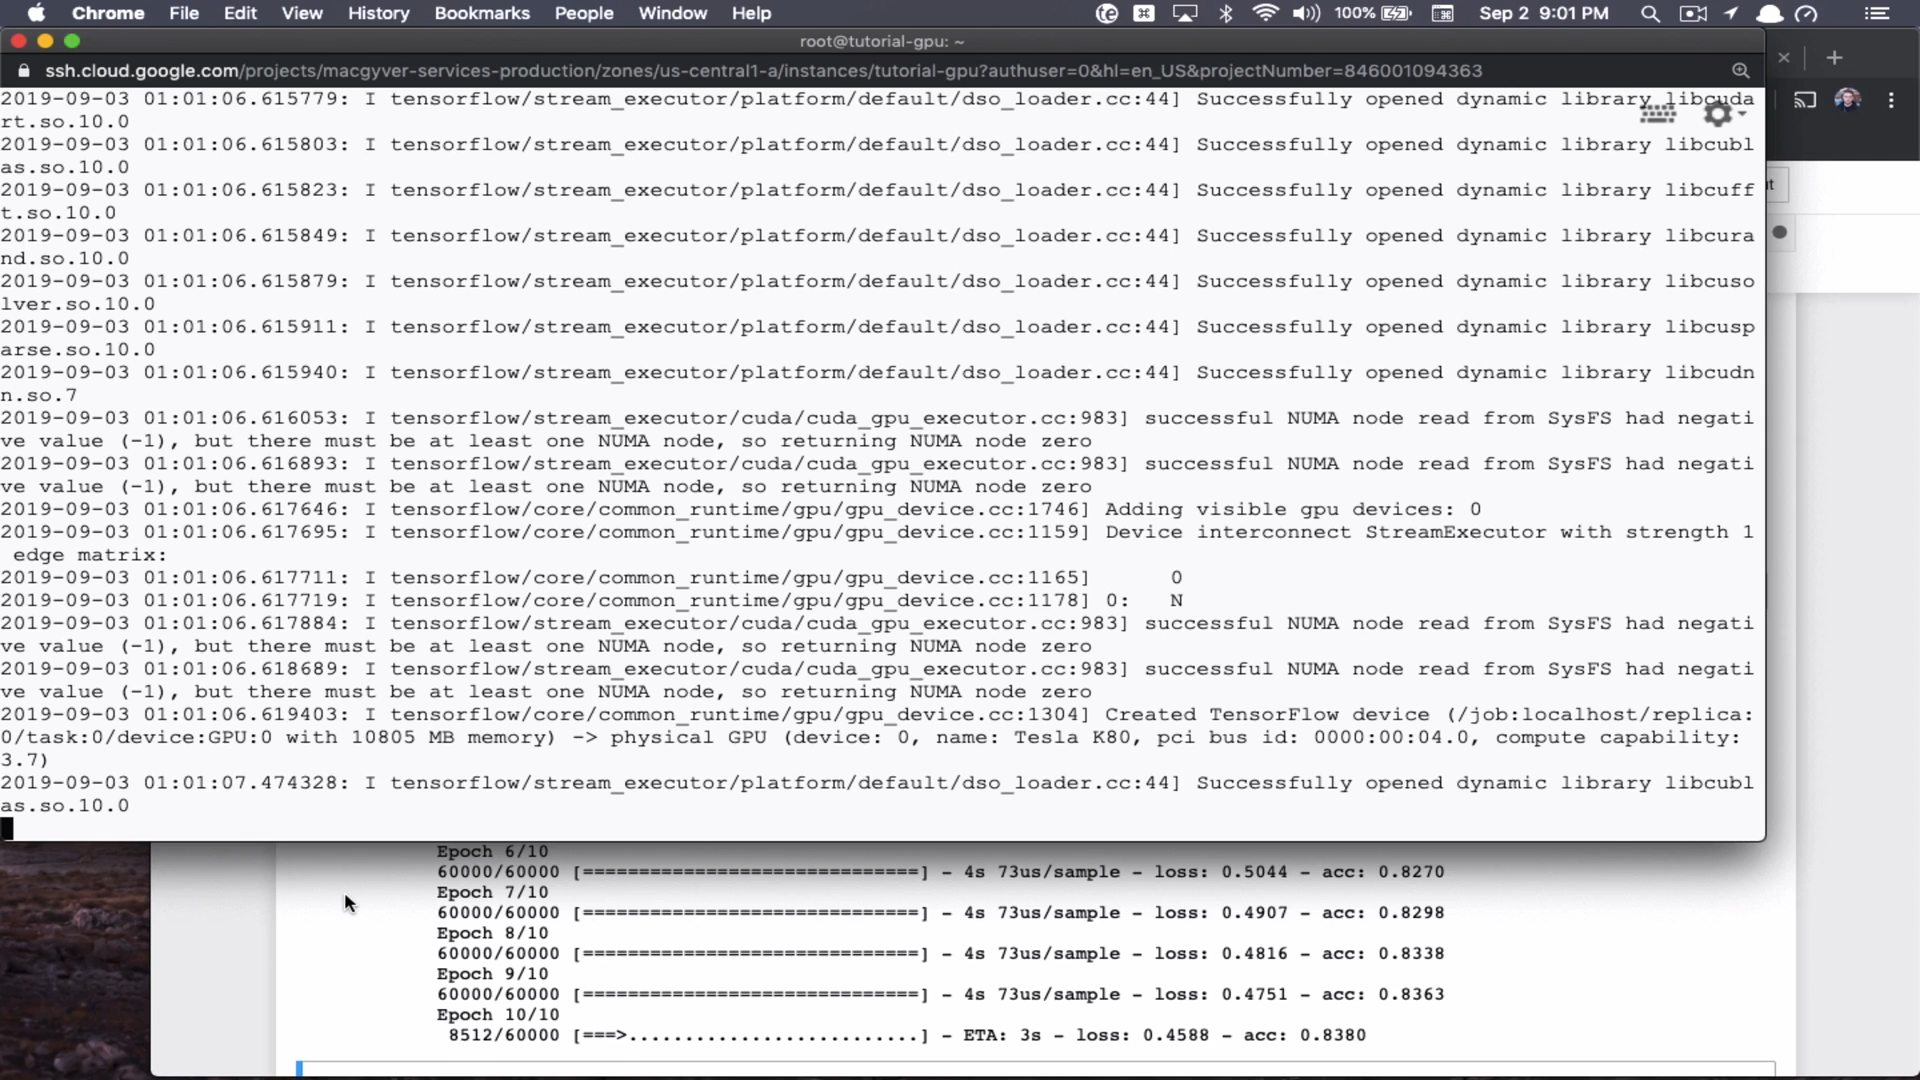 Chrome File Edit View History Bookmarks People Window Help 100% Sep 2 9:01 PM
root@tutorial-gpu: ~
ssh.cloud.google.com/projects/macgyver-services-production/zones/us-central1-a/instances/tutorial-gpu?authuser=0&hl=en_US&projectNumber=846001094363
2019-09-03 01:01:06.615779: I tensorflow/stream_executor/platform/default/dso_loader.cc:44] Successfully opened dynamic library libcuda
rt.so.10.0
2019-09-03 01:01:06.615803: I tensorflow/stream_executor/platform/default/dso_loader.cc:44] Successfully opened dynamic library libcubl
as.so.10.0
2019-09-03 01:01:06.615823: I tensorflow/stream_executor/platform/default/dso_loader.cc:44] Successfully opened dynamic library libcuff
t.so.10.0
2019-09-03 01:01:06.615849: I tensorflow/stream_executor/platform/default/dso_loader.cc:44] Successfully opened dynamic library libcura
nd.so.10.0
2019-09-03 01:01:06.615879: I tensorflow/stream_executor/platform/default/dso_loader.cc:44] Successfully opened dynamic library libcuso
lver.so.10.0
2019-09-03 01:01:06.615911: I tensorflow/stream_executor/platform/default/dso_loader.cc:44] Successfully opened dynamic library libcusp
arse.so.10.0
2019-09-03 01:01:06.615940: I tensorflow/stream_executor/platform/default/dso_loader.cc:44] Successfully opened dynamic library libcudn
n.so.7
2019-09-03 01:01:06.616053: I tensorflow/stream_executor/cuda/cuda_gpu_executor.cc:983] successful NUMA node read from SysFS had negati
ve value (-1), but there must be at least one NUMA node, so returning NUMA node zero
2019-09-03 01:01:06.616893: I tensorflow/stream_executor/cuda/cuda_gpu_executor.cc:983] successful NUMA node read from SysFS had negati
ve value (-1), but there must be at least one NUMA node, so returning NUMA node zero
2019-09-03 01:01:06.617646: I tensorflow/core/common_runtime/gpu/gpu_device.cc:1746] Adding visible gpu devices: 0
2019-09-03 01:01:06.617695: I tensorflow/core/common_runtime/gpu/gpu_device.cc:1159] Device interconnect StreamExecutor with strength 1
edge matrix:
2019-09-03 01:01:06.617711: I tensorflow/core/common_runtime/gpu/gpu_device.cc:1165]      0
2019-09-03 01:01:06.617719: I tensorflow/core/common_runtime/gpu/gpu_device.cc:1178] 0:   N
2019-09-03 01:01:06.617884: I tensorflow/stream_executor/cuda/cuda_gpu_executor.cc:983] successful NUMA node read from SysFS had negati
ve value (-1), but there must be at least one NUMA node, so returning NUMA node zero
2019-09-03 01:01:06.618689: I tensorflow/stream_executor/cuda/cuda_gpu_executor.cc:983] successful NUMA node read from SysFS had negati
ve value (-1), but there must be at least one NUMA node, so returning NUMA node zero
2019-09-03 01:01:06.619403: I tensorflow/core/common_runtime/gpu/gpu_device.cc:1304] Created TensorFlow device (/job:localhost/replica:
0/task:0/device:GPU:0 with 10805 MB memory) -> physical GPU (device: 0, name: Tesla K80, pci bus id: 0000:00:04.0, compute capability:
3.7)
2019-09-03 01:01:07.474328: I tensorflow/stream_executor/platform/default/dso_loader.cc:44] Successfully opened dynamic library libcubl
as.so.10.0
Epoch 6/10
60000/60000 [==============================] - 4s 73us/sample - loss: 0.5044 - acc: 0.8270
Epoch 7/10
60000/60000 [==============================] - 4s 73us/sample - loss: 0.4907 - acc: 0.8298
Epoch 8/10
60000/60000 [==============================] - 4s 73us/sample - loss: 0.4816 - acc: 0.8338
Epoch 9/10
60000/60000 [==============================] - 4s 73us/sample - loss: 0.4751 - acc: 0.8363
Epoch 10/10
8512/60000 [===>..........................] - ETA: 3s - loss: 0.4588 - acc: 0.8380